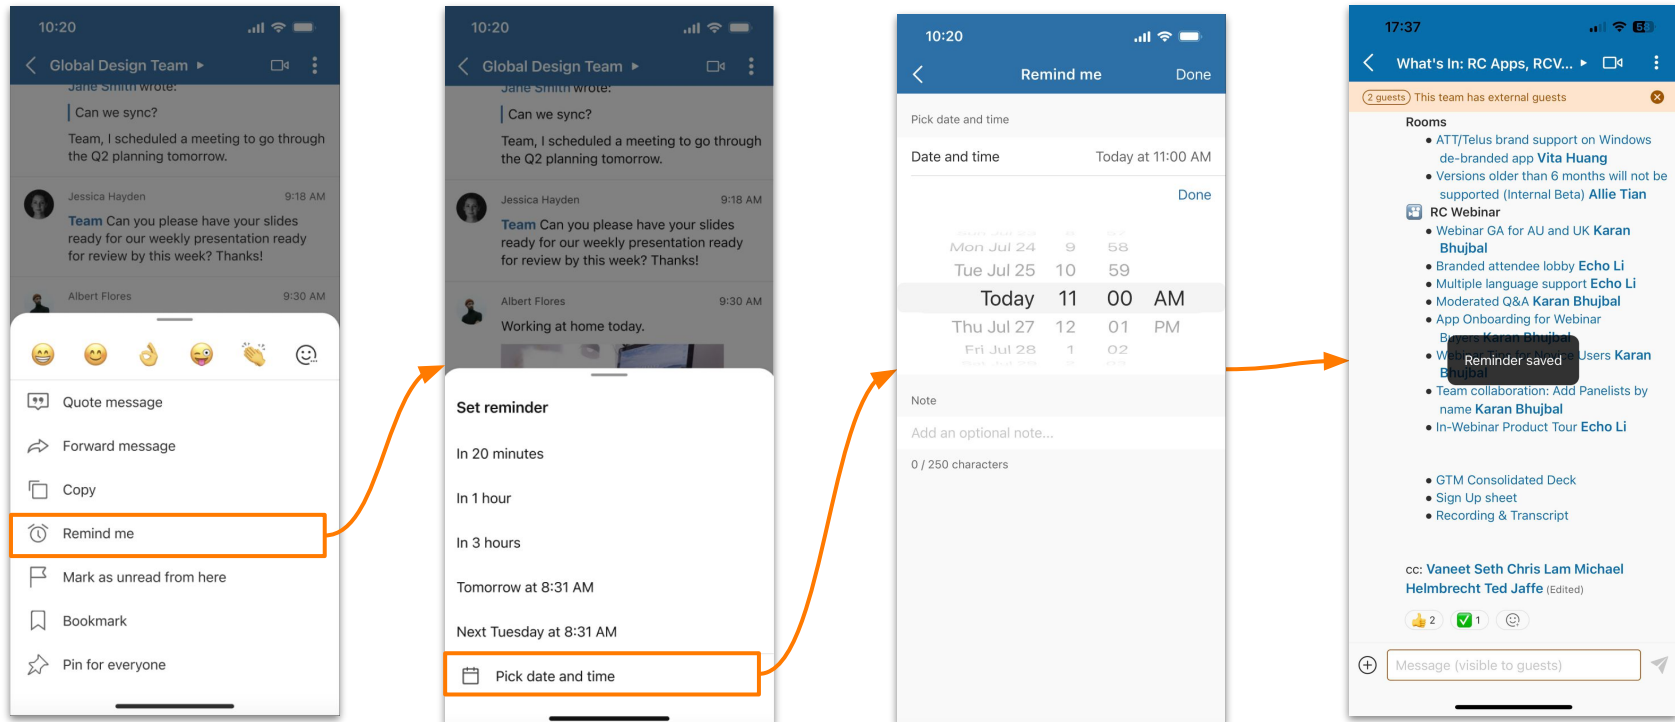 10:20
Global Design Team
Jane Smith wrote:
Can we sync?
Team, I scheduled a meeting to go through
the Q2 planning tomorrow.
Jessica Hayden 9:18 AM
Team Can you please have your slides
ready for our weekly presentation ready
for review by this week? Thanks!
Albert Flores 9:30 AM
Quote message
Forward message
Copy
Remind me
Mark as unread from here
Bookmark
Pin for everyone
10:20
Global Design Team
Jane Smith wrote:
Can we sync?
Team, I scheduled a meeting to go through
the Q2 planning tomorrow.
Jessica Hayden 9:18 AM
Team Can you please have your slides
ready for our weekly presentation ready
for review by this week? Thanks!
Albert Flores 9:30 AM
Working at home today.
Set reminder
In 20 minutes
In 1 hour
In 3 hours
Tomorrow at 8:31 AM
Next Tuesday at 8:31 AM
Pick date and time
10:20
Remind me Done
Pick date and time
Date and time Today at 11:00 AM
Done
Mon Jul 24 9 58
Tue Jul 25 10 59
Today 11 00 AM
Thu Jul 27 12 01 PM
Fri Jul 28 1 02
Note
Add an optional note...
0 / 250 characters
17:37
What's In: RC Apps, RCV...
2 guests This team has external guests
Rooms
ATT/Telus brand support on Windows
de-branded app Vita Huang
Versions older than 6 months will not be
supported (Internal Beta) Allie Tian
RC Webinar
Webinar GA for AU and UK Karan
Bhujbal
Branded attendee lobby Echo Li
Multiple language support Echo Li
Moderated Q&A Karan Bhujbal
App Onboarding for Webinar
Buyers Karan Bhujbal
Webinar Tips for Novice Users Karan
Bhujbal
Reminder saved
Team collaboration: Add Panelists by
name Karan Bhujbal
In-Webinar Product Tour Echo Li
GTM Consolidated Deck
Sign Up sheet
Recording & Transcript
cc: Vaneet Seth Chris Lam Michael
Helmbrecht Ted Jaffe (Edited)
2 1
Message (visible to guests)